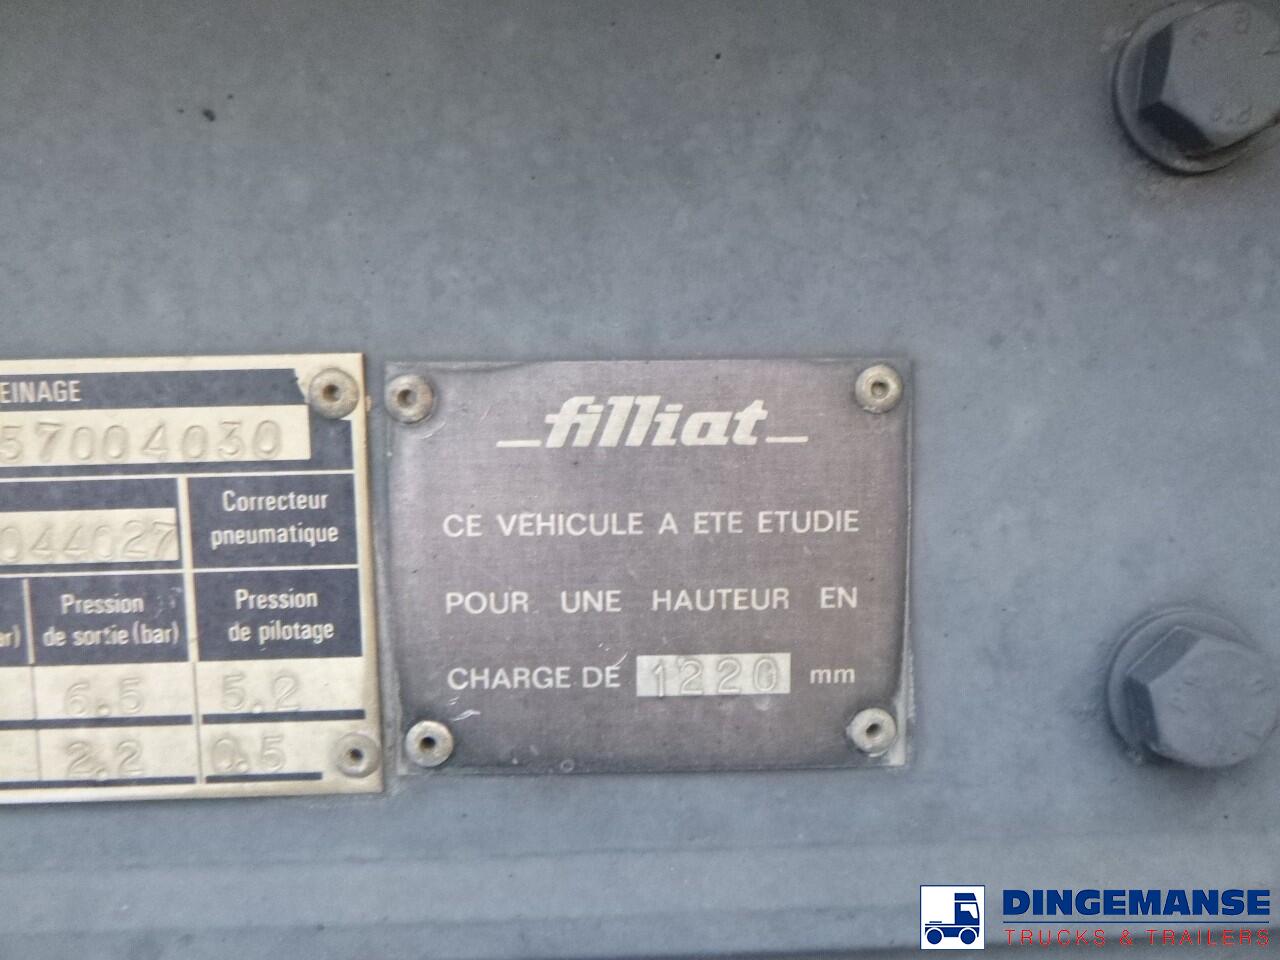 EINAGE
57004030
Correcteur
pneumatique
044027
Pression
de sortie (bar)
Pression
de pilotage
6.5
5.2
2.2
0.5
filliat
CE VEHICULE A ETE ETUDIE
POUR UNE HAUTEUR EN
CHARGE DE 1220 mm
DINGEMANSE
TRUCKS & TRAILERS